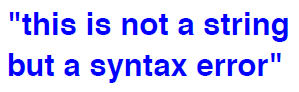 "this is not a string
but a syntax error"